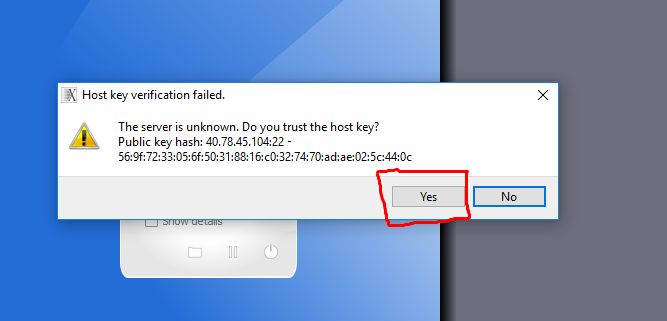 Host key verification failed.
The server is unknown. Do you trust the host key?
Public key hash: 40.78.45.104:22 -
56:9f:72:33:05:6f:50:31:88:16:c0:32:74:70:ad:ae:02:5c:44:0c
Yes
No
Show details